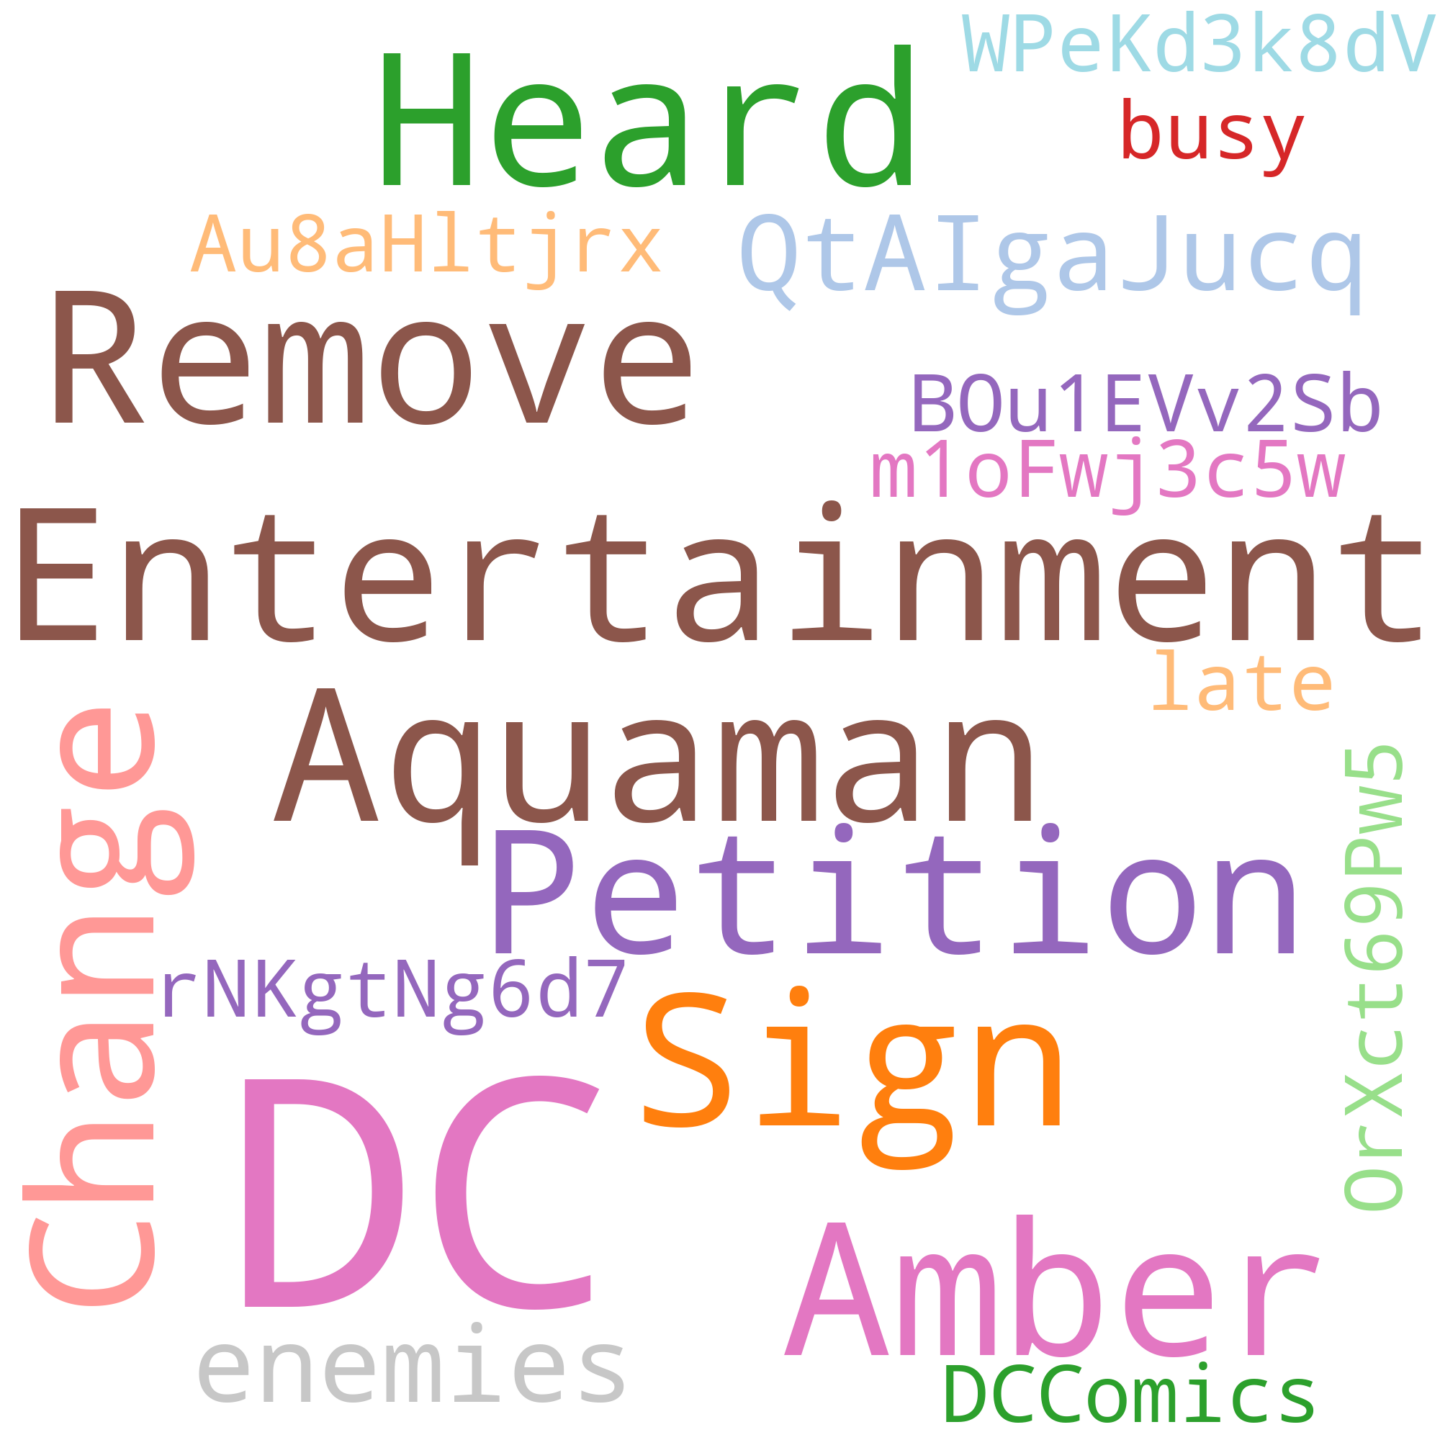 WPeKd3k8dV
Heard
busy
Au8aHltjrx
QtAIgaJucq
Remove
B0u1EVv2Sb
m1oFwj3c5w
Entertainment
late
Aquaman
Change
OrXct69Pw5
Petition
rNKgtNg6d7
Sign
DC
Amber
enemies
DCComics